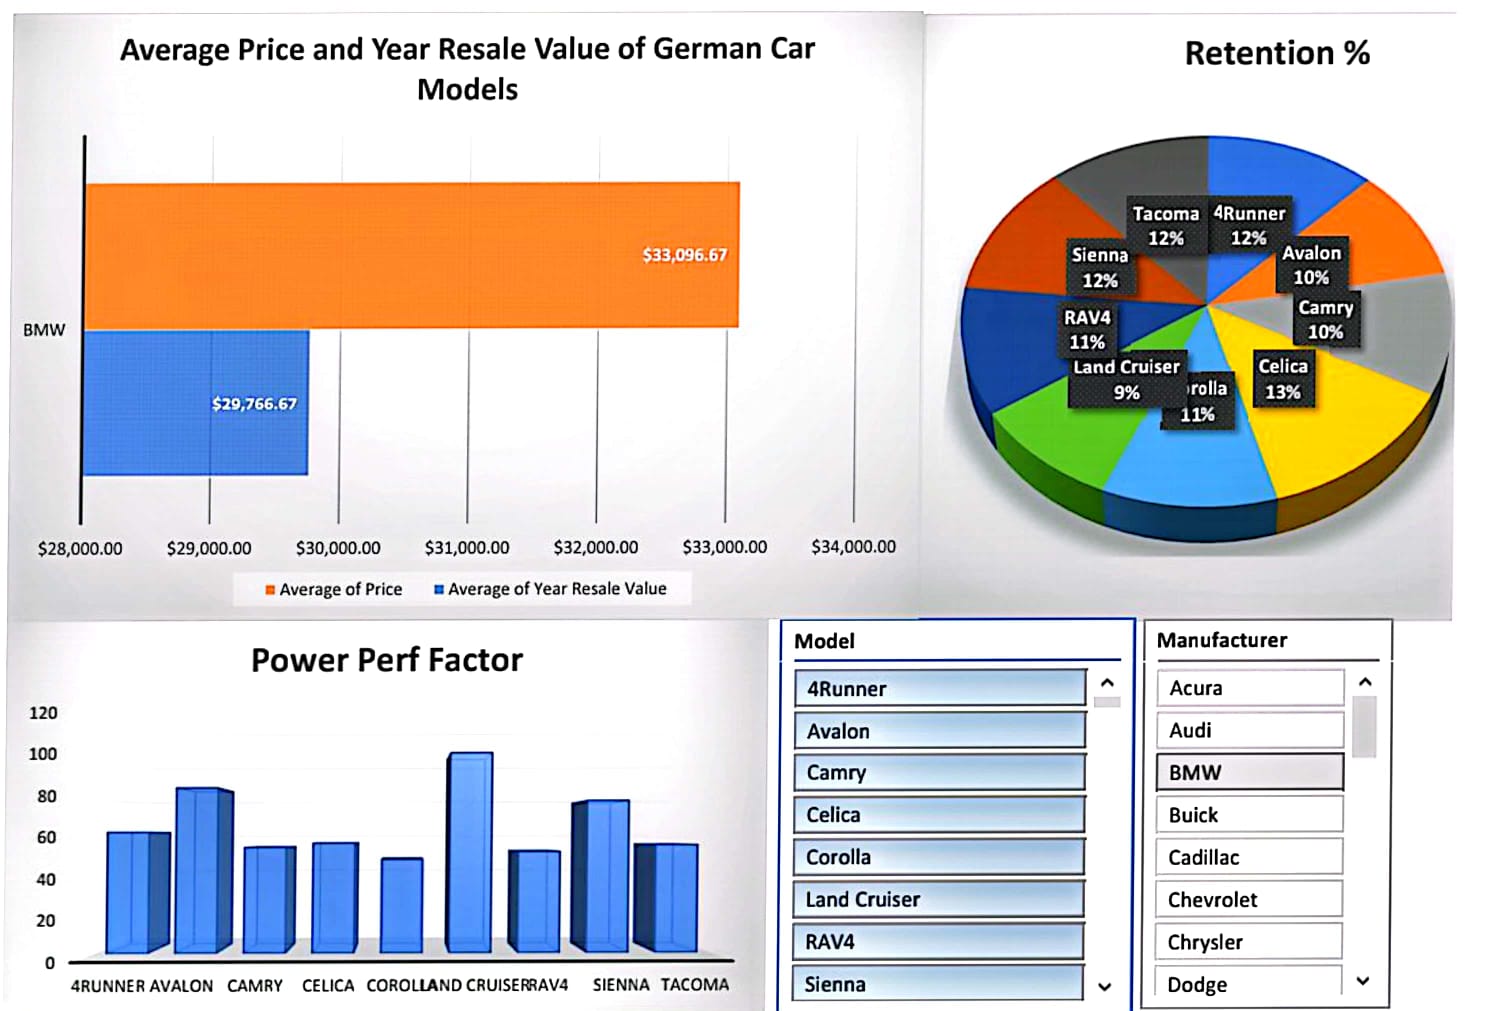 Average Price and Year Resale Value of German Car
Models
$33,096.67
BMW
$29,766.67
$28,000.00 $29,000.00 $30,000.00 $31,000.00 $32,000.00 $33,000.00 $34,000.00
Average of Price Average of Year Resale Value
Retention %
Tacoma
12%
4Runner
12%
Sienna
12%
Avalon
10%
Camry
10%
RAV4
11%
Land Cruiser
9%
rolla
11%
Celica
13%
Power Perf Factor
120
100
80
60
40
20
0
4RUNNER AVALON CAMRY CELICA COROLLA LAND CRUISER RAV4 SIENNA TACOMA
Model
4Runner
Avalon
Camry
Celica
Corolla
Land Cruiser
RAV4
Sienna
Manufacturer
Acura
Audi
BMW
Buick
Cadillac
Chevrolet
Chrysler
Dodge